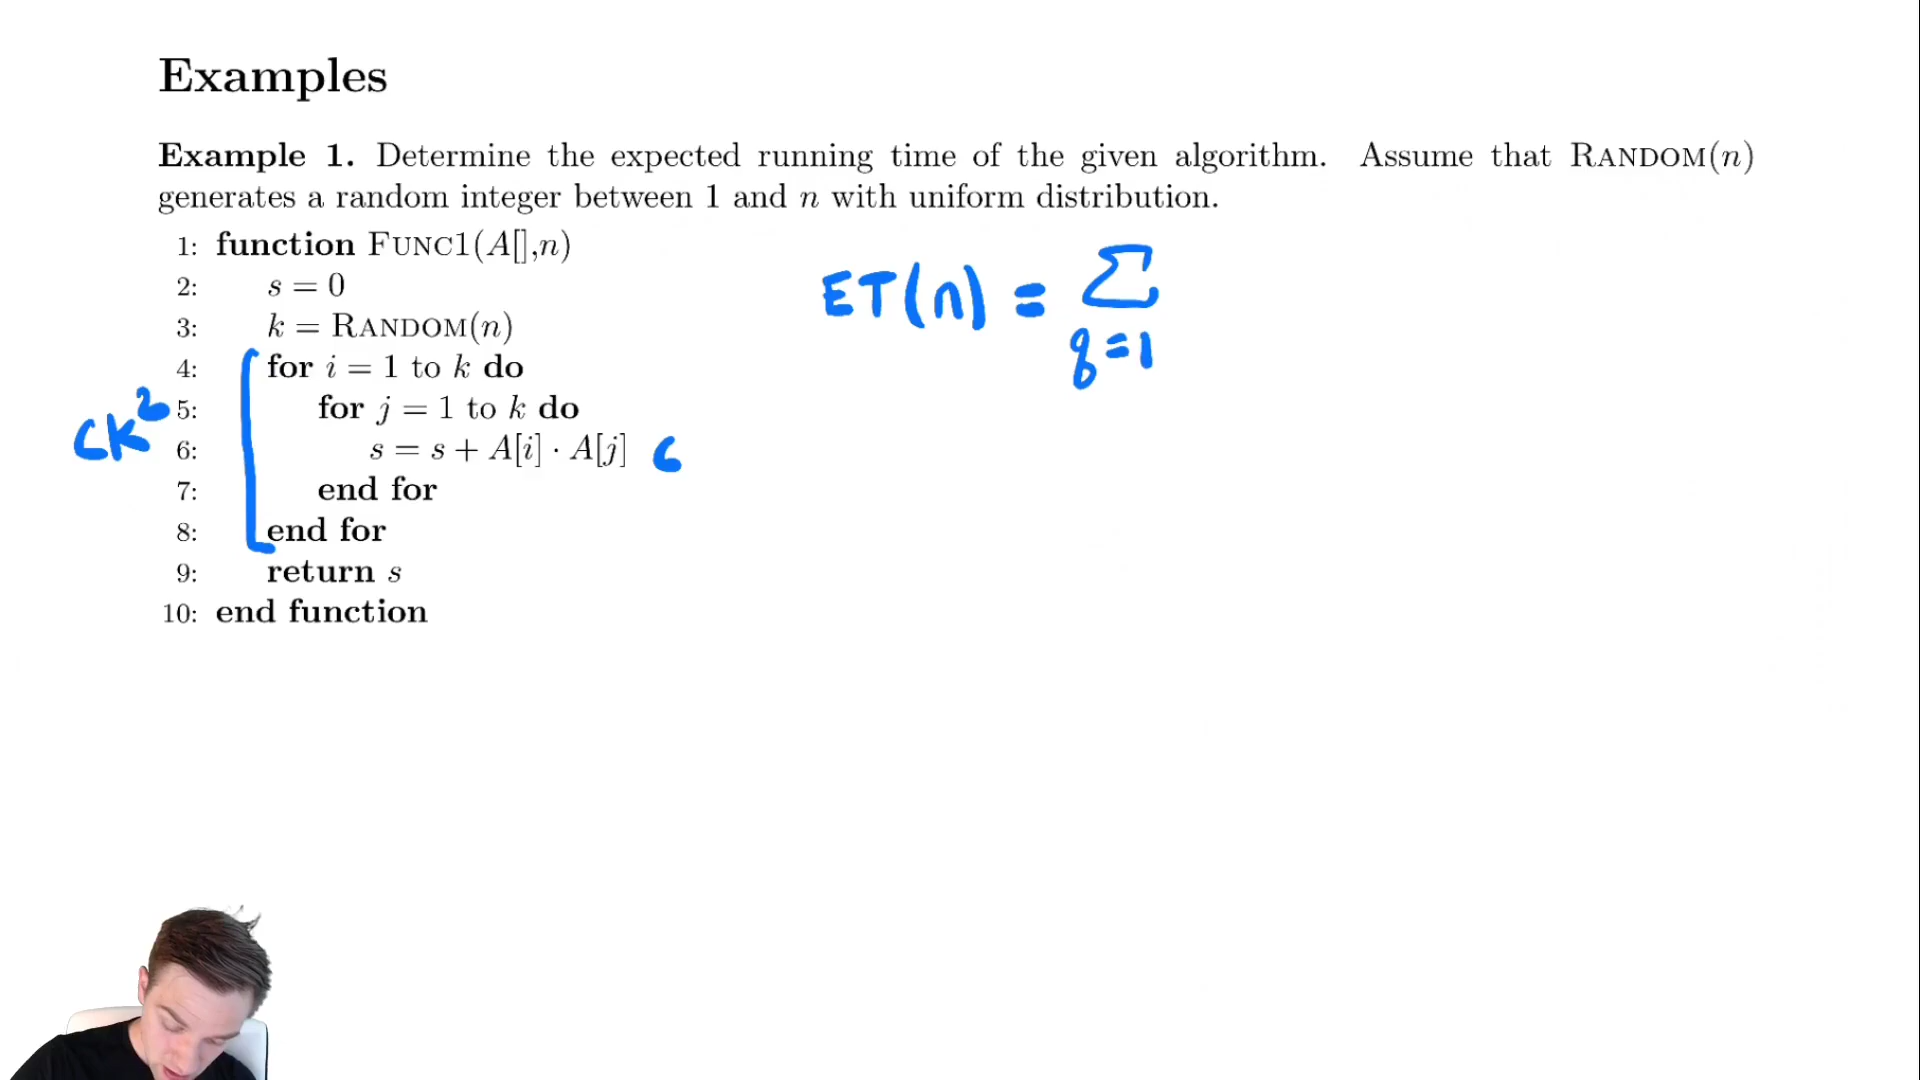 Examples
Example 1. Determine the expected running time of the given algorithm. Assume that RANDOM(n)
generates a random integer between 1 and n with uniform distribution.
1: function FUNC1(A[],n)
2: s = 0
3: k = RANDOM(n)
4: for i = 1 to k do
5: for j = 1 to k do
6: s = s + A[i] · A[j] C
7: end for
8: end for
9: return s
10: end function
CK²
ET(n) = Σ
q=1